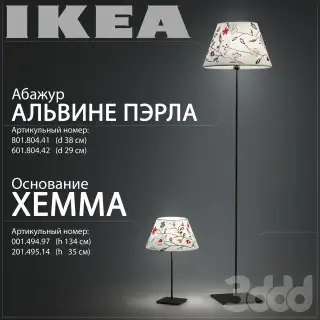 IKEA
Абажур
АЛЬВИНЕ ПЭРЛА
Артикульный номер:
801.804.41 (d 38 см)
601.804.42 (d 29 см)
Основание
ХЕММА
Артикульный номер:
001.494.97 (h 134 см)
201.495.14 (h 35 см)
3ddd